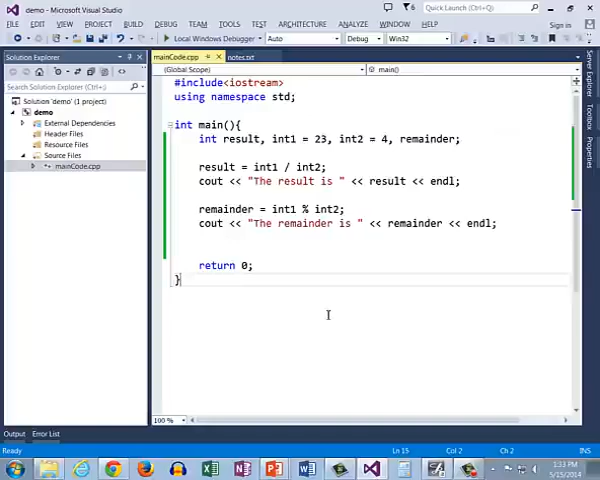 demo - Microsoft Visual Studio
6
Quick Launch (Ctrl+Q)
FILE EDIT VIEW PROJECT BUILD DEBUG TEAM TOOLS TEST ARCHITECTURE ANALYZE WINDOW HELP
Sign in
Local Windows Debugger
Auto
Debug
Win32
Solution Explorer
mainCode.cpp
notes.txt
(Global Scope)
main()
Search Solution Explorer (Ctrl+;)
Solution 'demo' (1 project)
demo
External Dependencies
Header Files
Resource Files
Source Files
mainCode.cpp
#include<iostream>
using namespace std;
int main(){
int result, int1 = 23, int2 = 4, remainder;
result = int1 / int2;
cout << "The result is " << result << endl;
remainder = int1 % int2;
cout << "The remainder is " << remainder << endl;
return 0;
}
Server Explorer
Toolbox
Properties
100 %
Output Error List
Ready
Ln 15
Col 2
Ch 2
INS
1:33 PM
5/15/2014